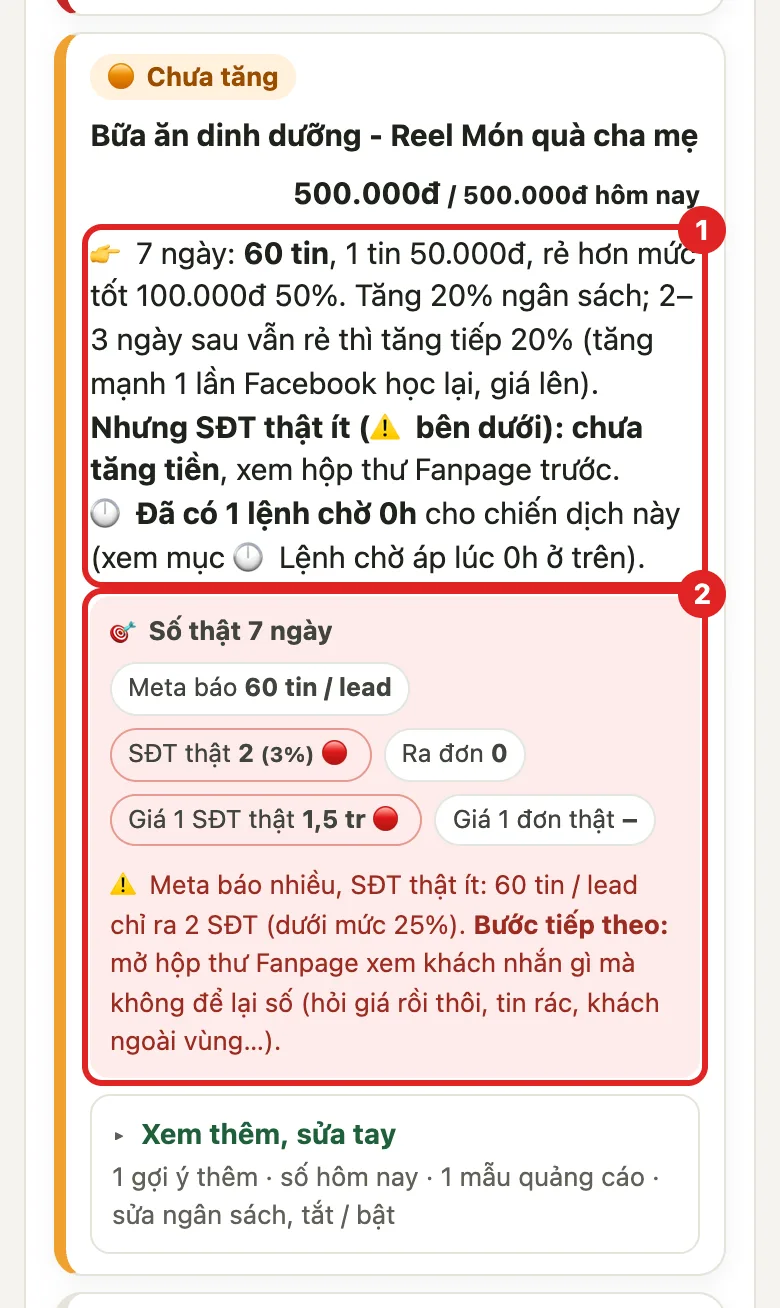 🟠 Chưa tăng
Bữa ăn dinh dưỡng - Reel Món quà cha mẹ
500.000đ / 500.000đ hôm nay
1
👉 7 ngày: 60 tin, 1 tin 50.000đ, rẻ hơn mức
tốt 100.000đ 50%. Tăng 20% ngân sách; 2–
3 ngày sau vẫn rẻ thì tăng tiếp 20% (tăng
mạnh 1 lần Facebook học lại, giá lên).
Nhưng SĐT thật ít (⚠️ bên dưới): chưa
tăng tiền, xem hộp thư Fanpage trước.
🕛 Đã có 1 lệnh chờ 0h cho chiến dịch này
(xem mục 🕛 Lệnh chờ áp lúc 0h ở trên).
2
🎯 Số thật 7 ngày
Meta báo 60 tin / lead
SĐT thật 2 (3%) 🔴 Ra đơn 0
Giá 1 SĐT thật 1,5 tr 🔴 Giá 1 đơn thật –
⚠️ Meta báo nhiều, SĐT thật ít: 60 tin / lead
chỉ ra 2 SĐT (dưới mức 25%). Bước tiếp theo:
mở hộp thư Fanpage xem khách nhắn gì mà
không để lại số (hỏi giá rồi thôi, tin rác, khách
ngoài vùng...).
▸ Xem thêm, sửa tay
1 gợi ý thêm · số hôm nay · 1 mẫu quảng cáo ·
sửa ngân sách, tắt / bật